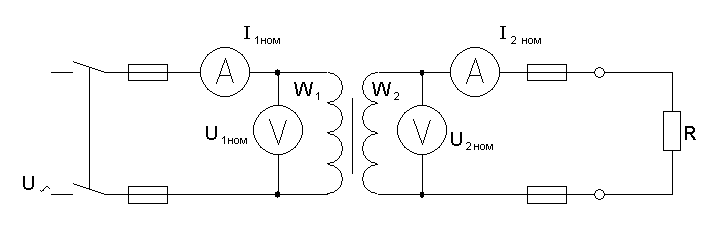 I 1ном
I 2 ном
A
A
W1
W2
U 1ном
V
V
U 2ном
R
U ~